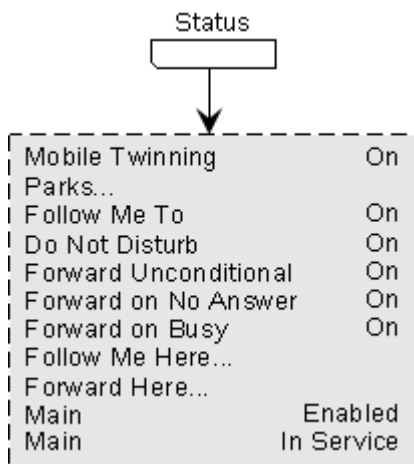 Status
Mobile Twinning On
Parks...
Follow Me To On
Do Not Disturb On
Forward Unconditional On
Forward on No Answer On
Forward on Busy On
Follow Me Here...
Forward Here...
Main Enabled
Main In Service